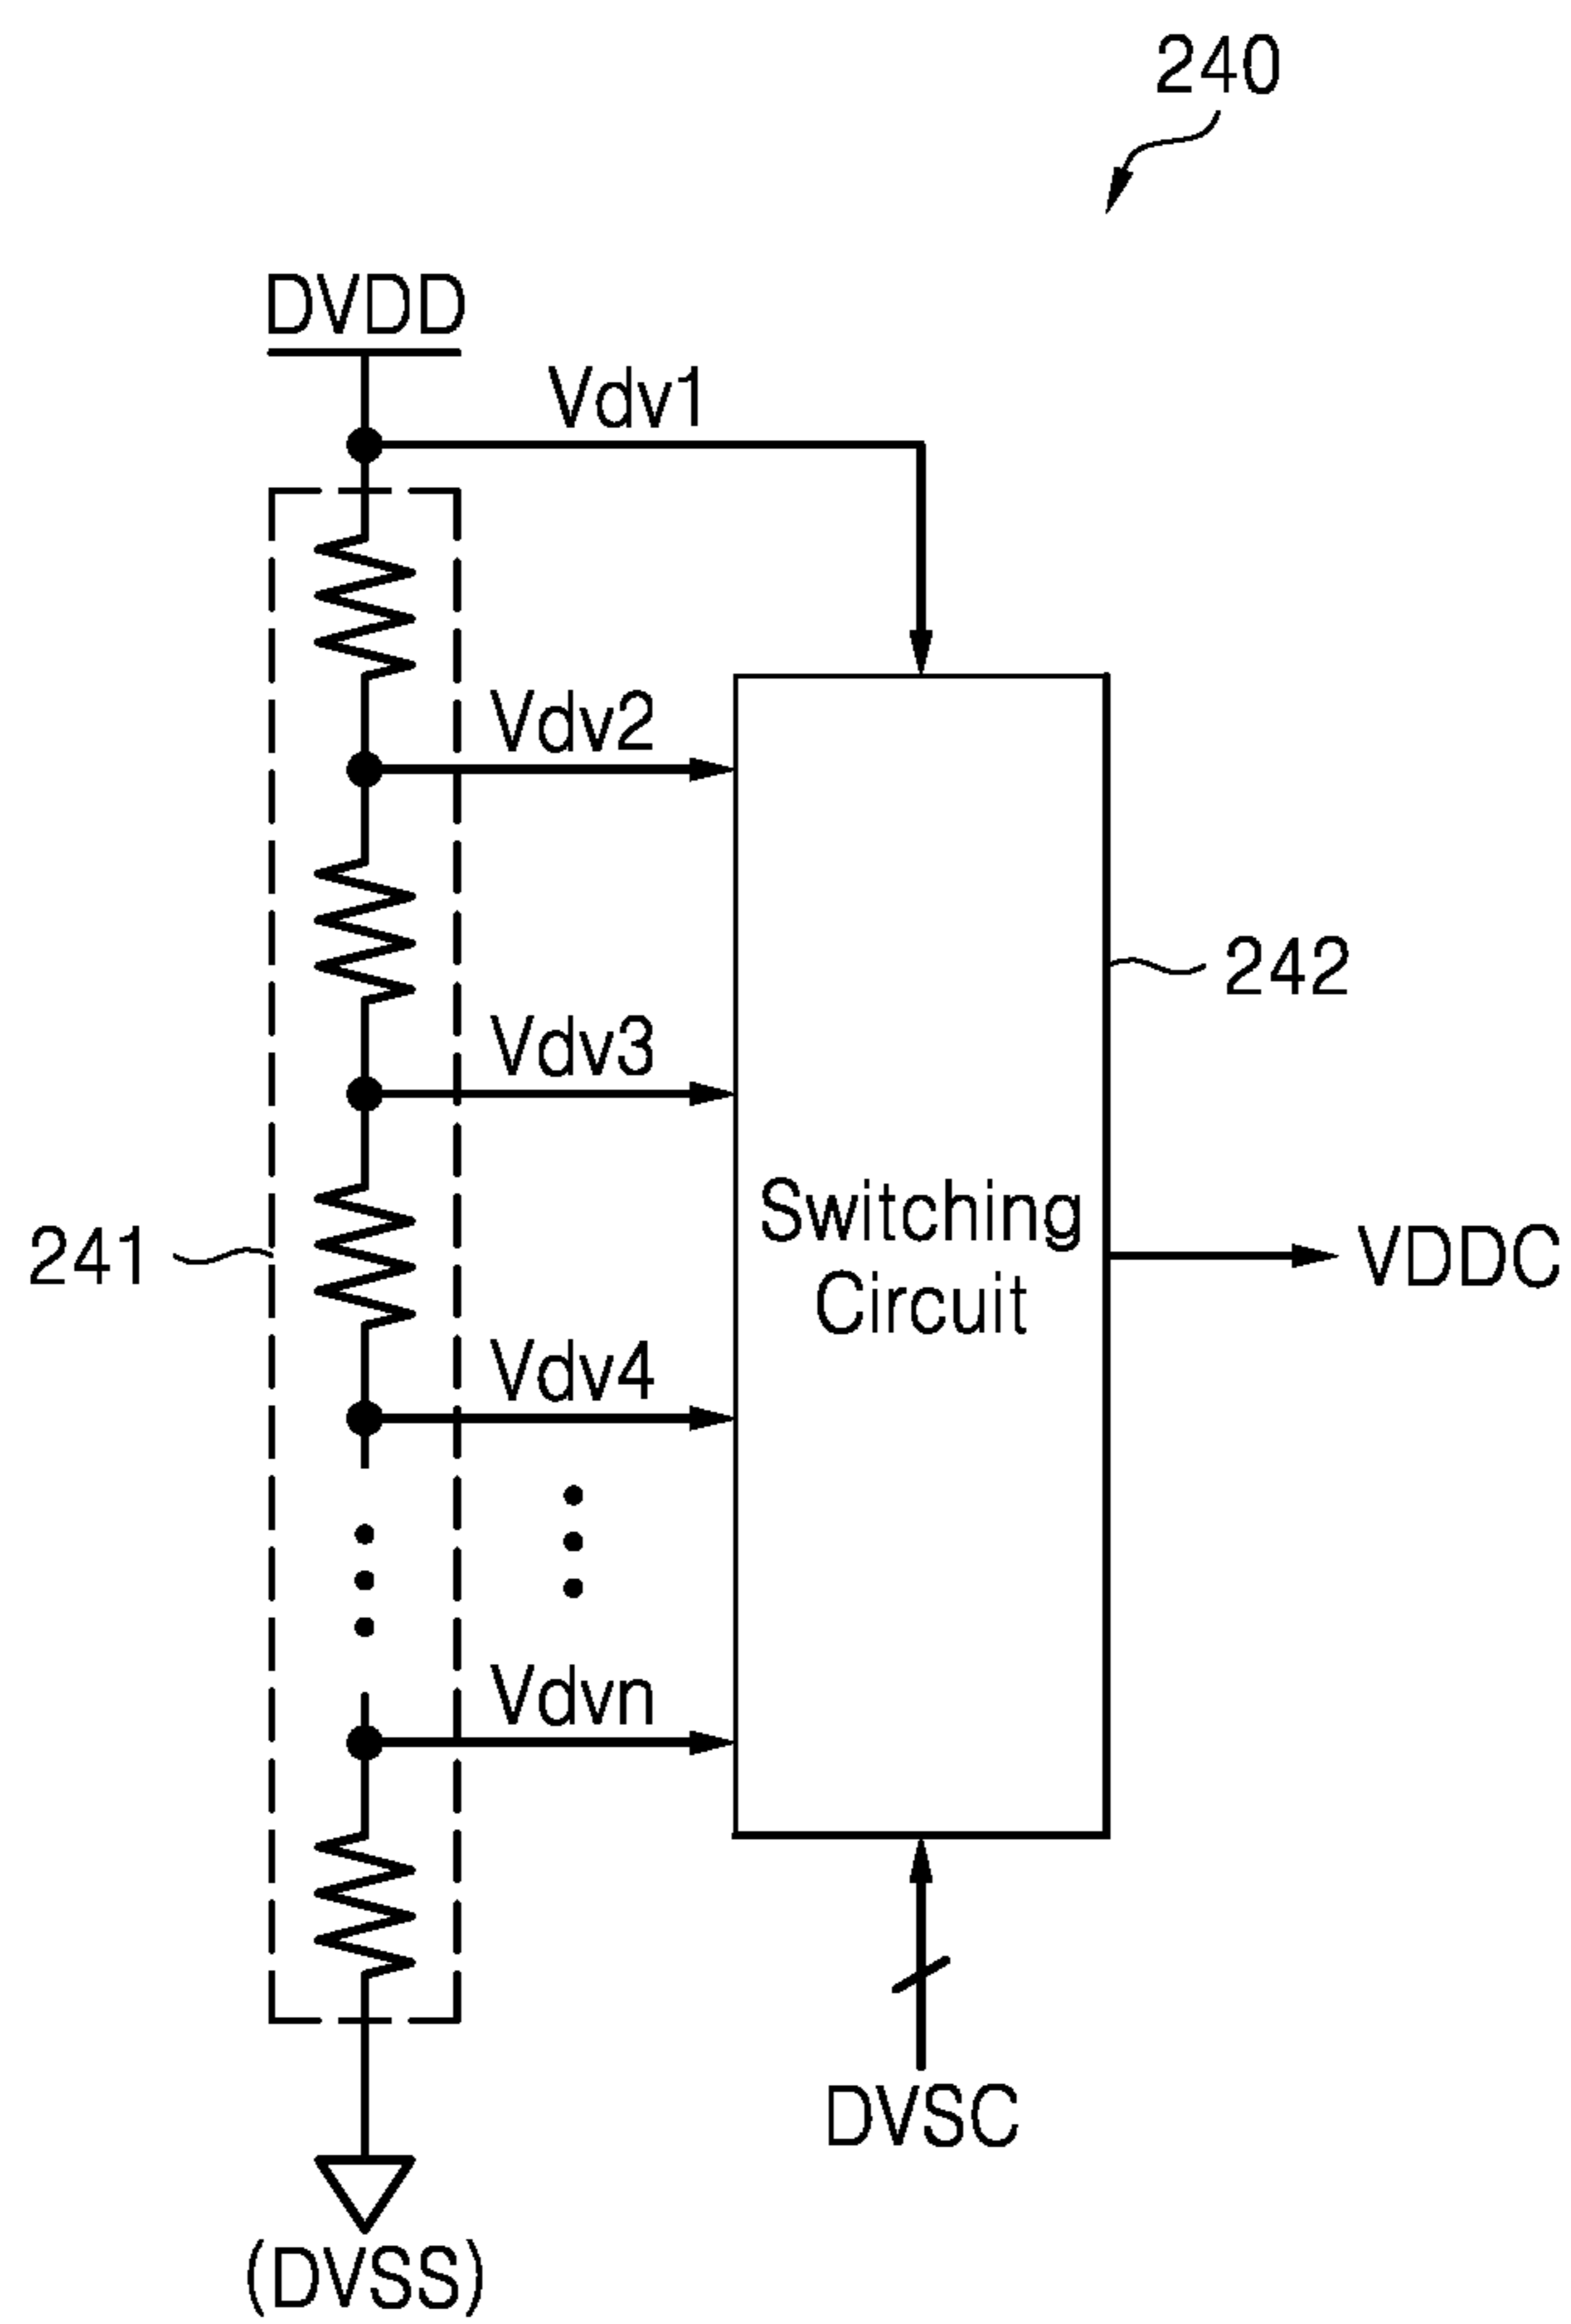 240
DVDD
Vdv1
Vdv2
242
Vdv3
Switching
Circuit
241
VDDC
Vdv4
Vdvn
DVSC
(DVSS)